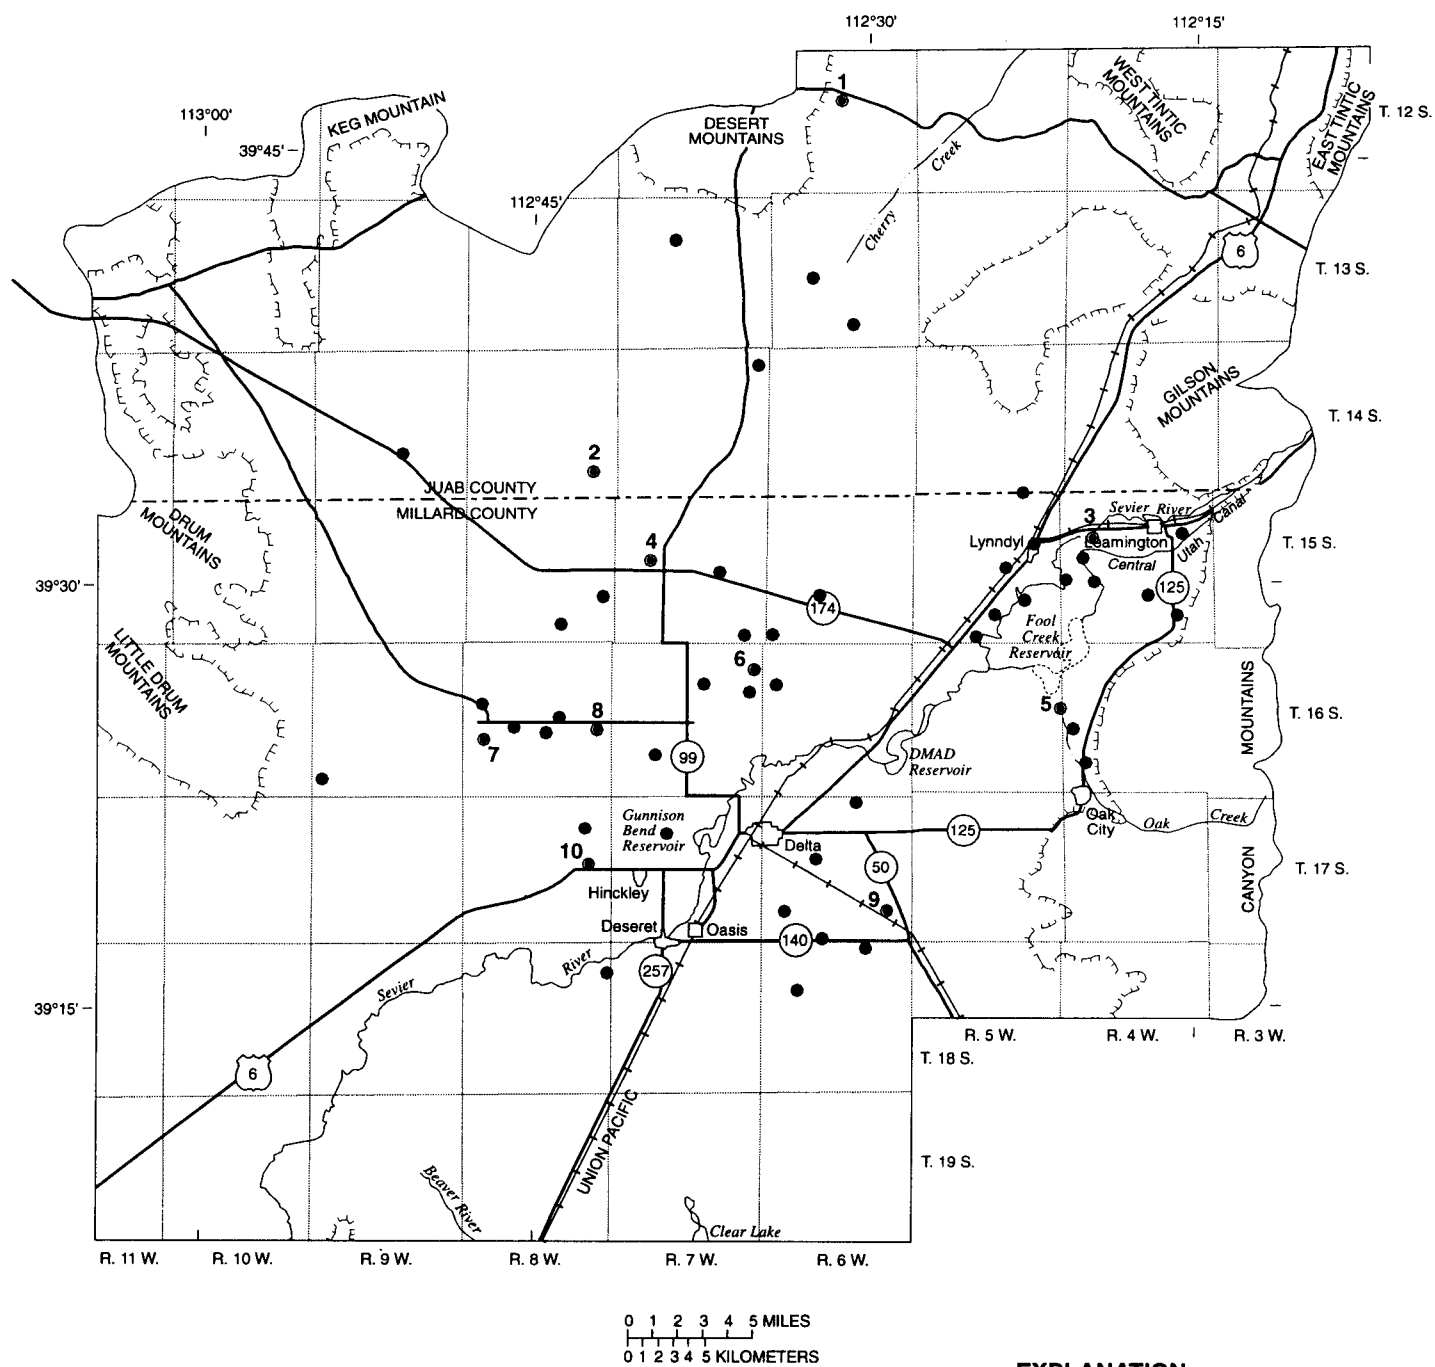 112°30'
112°15'
1
WEST TINTIC
MOUNTAINS
EAST TINTIC
MOUNTAINS
T. 12 S.
KEG MOUNTAIN
113°00'
39°45'
DESERT
MOUNTAINS
Cherry
Creek
112°45'
6
T. 13 S.
GILSON
MOUNTAINS
T. 14 S.
2
JUAB COUNTY
MILLARD COUNTY
DRUM
MOUNTAINS
3
Sevier River
Canal
Lynndyl
Leamington
Central
Utah
T. 15 S.
4
39°30'
174
125
Fool
Creek
Reservoir
LITTLE DRUM
MOUNTAINS
6
5
MOUNTAINS
T. 16 S.
8
7
99
DMAD
Reservoir
Gunnison
Bend
Reservoir
Oak
City
Oak
Creek
125
Delta
10
50
CANYON
T. 17 S.
Hinckley
9
Deseret
Oasis
140
River
257
Sevier
39°15'
R. 5 W.
R. 4 W.
R. 3 W.
T. 18 S.
6
UNION PACIFIC
T. 19 S.
Beaver River
Clear Lake
R. 11 W.
R. 10 W.
R. 9 W.
R. 8 W.
R. 7 W.
R. 6 W.
0 1 2 3 4 5 MILES
0 1 2 3 4 5 KILOMETERS
EXPLANATION